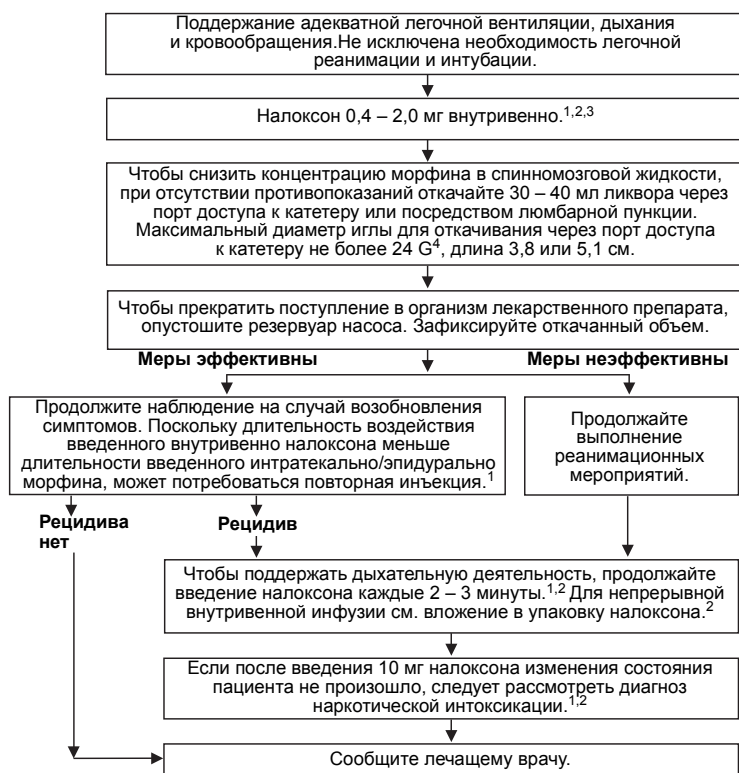 Поддержание адекватной легочной вентиляции, дыхания
и кровообращения.Не исключена необходимость легочной
реанимации и интубации.
Налоксон 0,4 – 2,0 мг внутривенно.1,2,3
Чтобы снизить концентрацию морфина в спинномозговой жидкости,
при отсутствии противопоказаний откачайте 30 – 40 мл ликвора через
порт доступа к катетеру или посредством люмбарной пункции.
Максимальный диаметр иглы для откачивания через порт доступа
к катетеру не более 24 G4, длина 3,8 или 5,1 см.
Чтобы прекратить поступление в организм лекарственного препарата,
опустошите резервуар насоса. Зафиксируйте откачанный объем.
Меры эффективны
Меры неэффективны
Продолжите наблюдение на случай возобновления
симптомов. Поскольку длительность воздействия
введенного внутривенно налоксона меньше
длительности введенного интратекально/эпидурально
морфина, может потребоваться повторная инъекция.1
Продолжайте
выполнение
реанимационных
мероприятий.
Рецидива
нет
Рецидив
Чтобы поддержать дыхательную деятельность, продолжайте
введение налоксона каждые 2 – 3 минуты.1,2 Для непрерывной
внутривенной инфузии см. вложение в упаковку налоксона.2
Если после введения 10 мг налоксона изменения состояния
пациента не произошло, следует рассмотреть диагноз
наркотической интоксикации.1,2
Сообщите лечащему врачу.